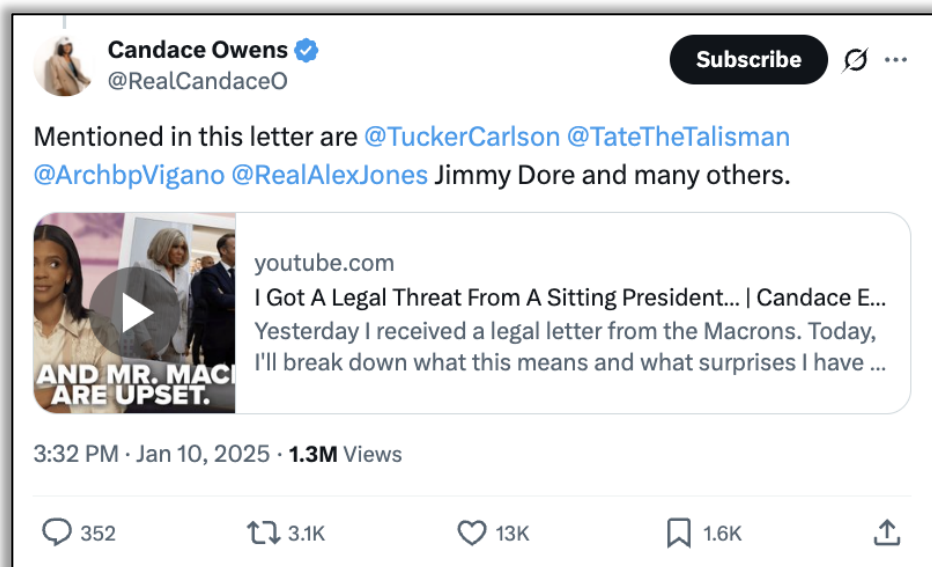 Candace Owens
@RealCandaceO
Subscribe
Mentioned in this letter are @TuckerCarlson @TateTheTalisman
@ArchbpVigano @RealAlexJones Jimmy Dore and many others.
AND MR. MACR
ARE UPSET.
youtube.com
I Got A Legal Threat From A Sitting President... | Candace E...
Yesterday I received a legal letter from the Macrons. Today,
I'll break down what this means and what surprises I have ...
3:32 PM · Jan 10, 2025 · 1.3M Views
352 3.1K 13K 1.6K